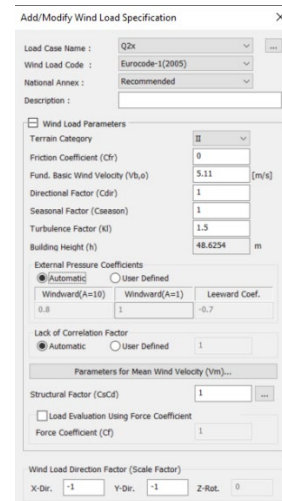 Add/Modify Wind Load Specification ×
Load Case Name : Q2x ...
Wind Load Code : Eurocode-1(2005)
National Annex : Recommended
Description :
Wind Load Parameters
Terrain Category II
Friction Coefficient (Cfr) 0
Fund. Basic Wind Velocity (Vb,o) 5.11 [m/s]
Directional Factor (Cdir) 1
Seasonal Factor (Cseason) 1
Turbulence Factor (Kl) 1.5
Building Height (h) 48.6254 m
External Pressure Coefficients
Automatic User Defined
Windward(A=10) Windward(A=1) Leeward Coef.
0.8 1 -0.7
Lack of Correlation Factor
Automatic User Defined 1
Parameters for Mean Wind Velocity (Vm)...
Structural Factor (CsCd) 1 ...
Load Evaluation Using Force Coefficient
Force Coefficient (Cf) 1
Wind Load Direction Factor (Scale Factor)
X-Dir. -1 Y-Dir. -1 Z-Rot. 0